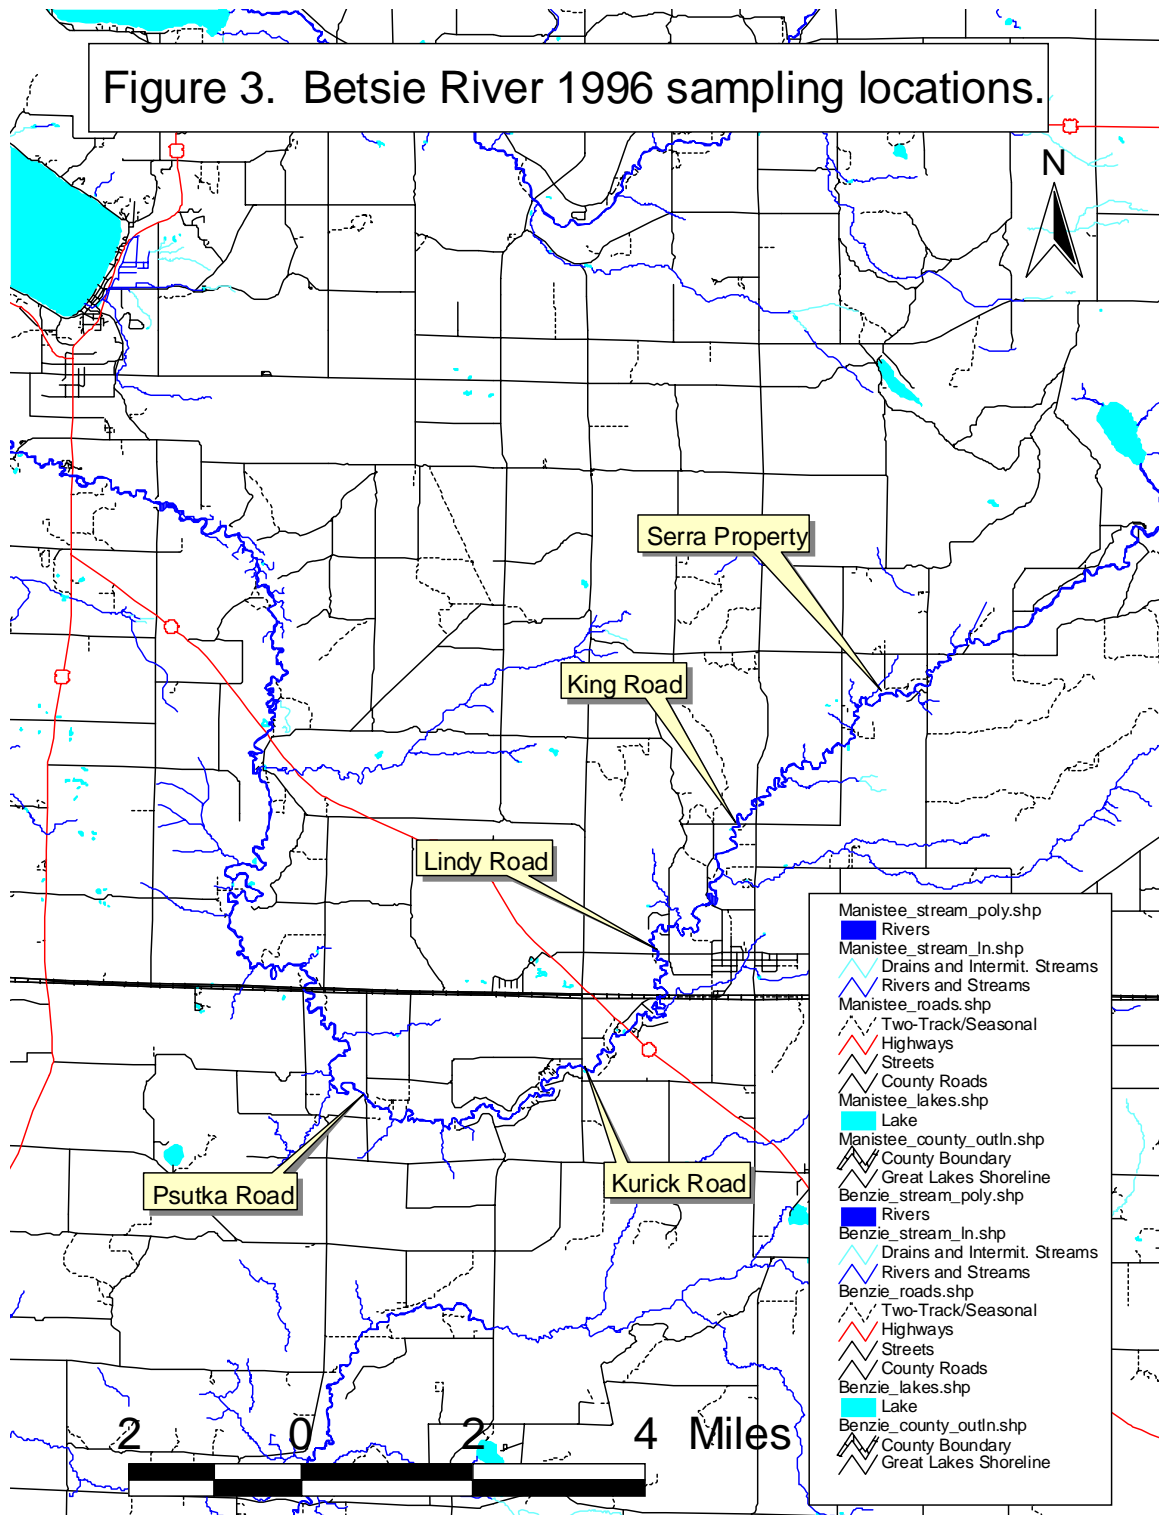 Figure 3. Betsie River 1996 sampling locations.
N
Serra Property
King Road
Lindy Road
Psutka Road
Kurick Road
Manistee_stream_poly.shp
Rivers
Manistee_stream_ln.shp
Drains and Intermit. Streams
Rivers and Streams
Manistee_roads.shp
Two-Track/Seasonal
Highways
Streets
County Roads
Manistee_lakes.shp
Lake
Manistee_county_outln.shp
County Boundary
Great Lakes Shoreline
Benzie_stream_poly.shp
Rivers
Benzie_stream_ln.shp
Drains and Intermit. Streams
Rivers and Streams
Benzie_roads.shp
Two-Track/Seasonal
Highways
Streets
County Roads
Benzie_lakes.shp
Lake
Benzie_county_outln.shp
County Boundary
Great Lakes Shoreline
2 0 2 4 Miles